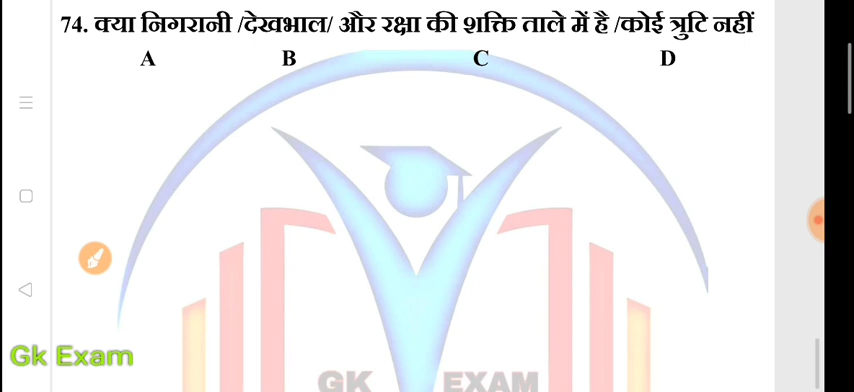 74. क्या निगरानी /देखभाल/ और रक्षा की शक्ति ताले में है /कोई त्रुटि नहीं
A B C D
Gk Exam
GK EXAM